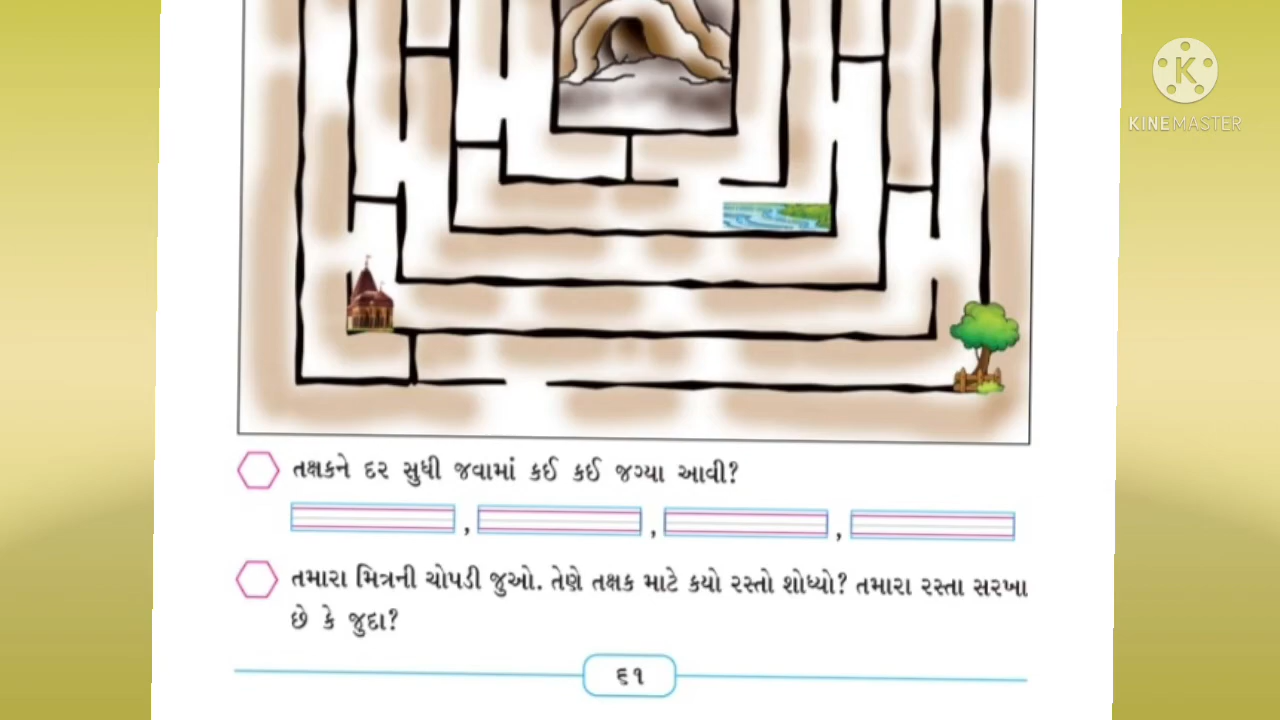 KINEMASTER
તક્ષકને દર સુધી જવામાં કઈ કઈ જગ્યા આવી?
, , ,
તમારા મિત્રની ચોપડી જુઓ. તેણે તક્ષક માટે કયો રસ્તો શોધ્યો? તમારા રસ્તા સરખા
છે કે જુદા?
૬૧